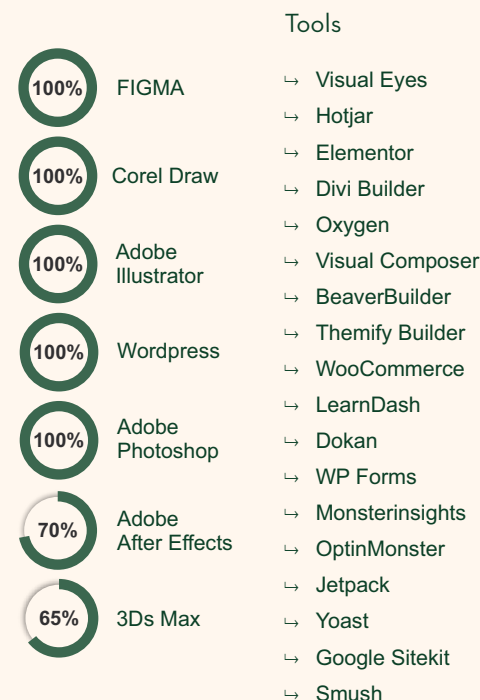 100% FIGMA
100% Corel Draw
100% Adobe
Illustrator
100% Wordpress
100% Adobe
Photoshop
70% Adobe
After Effects
65% 3Ds Max
Tools
Visual Eyes
Hotjar
Elementor
Divi Builder
Oxygen
Visual Composer
BeaverBuilder
Themify Builder
WooCommerce
LearnDash
Dokan
WP Forms
Monsterinsights
OptinMonster
Jetpack
Yoast
Google Sitekit
Smush